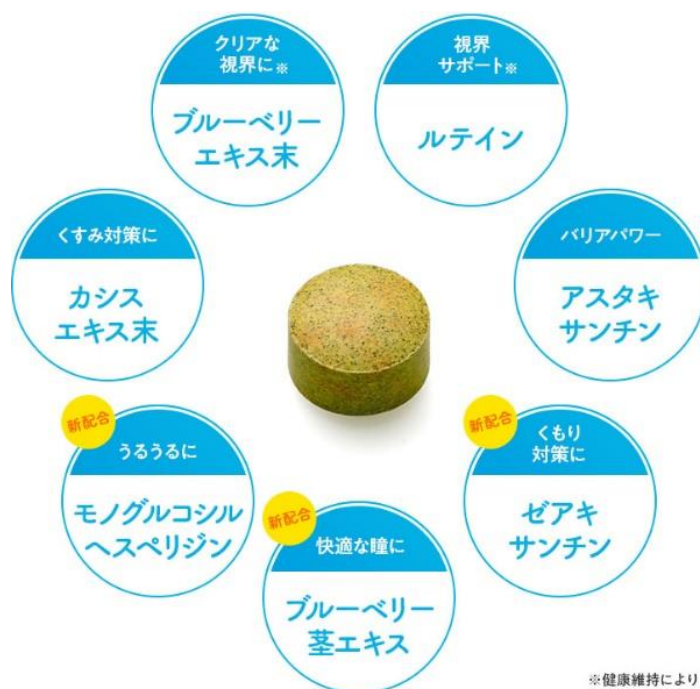 クリアな
視界に※
ブルーベリー
エキス末
視界
サポート※
ルテイン
くすみ対策に
カシス
エキス末
バリアパワー
アスタキ
サンチン
新配合
うるうるに
モノグルコシル
ヘスペリジン
新配合
快適な瞳に
ブルーベリー
茎エキス
新配合
くもり
対策に
ゼアキ
サンチン
※健康維持により